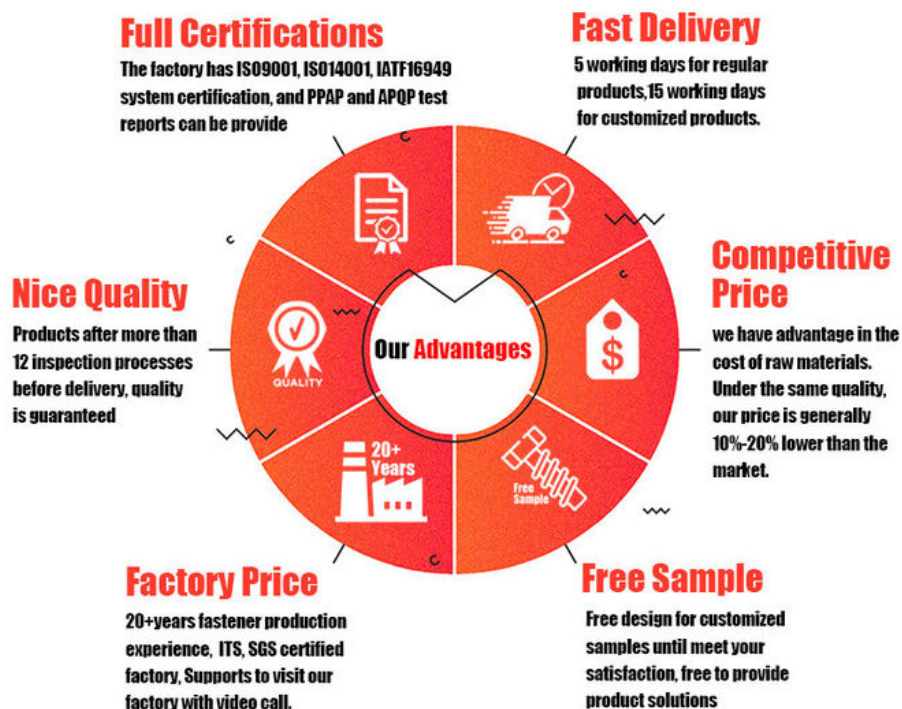 Full Certifications
The factory has ISO9001, ISO14001, IATF16949
system certification, and PPAP and APQP test
reports can be provide
Fast Delivery
5 working days for regular
products,15 working days
for customized products.
Nice Quality
Products after more than
12 inspection processes
before delivery, quality
is guaranteed
QUALITY
Our Advantages
$
Competitive
Price
we have advantage in the
cost of raw materials.
Under the same quality,
our price is generally
10%-20% lower than the
market.
20+
Years
Free
Sample
Factory Price
20+years fastener production
experience, ITS, SGS certified
factory, Supports to visit our
factory with video call.
Free Sample
Free design for customized
samples until meet your
satisfaction, free to provide
product solutions